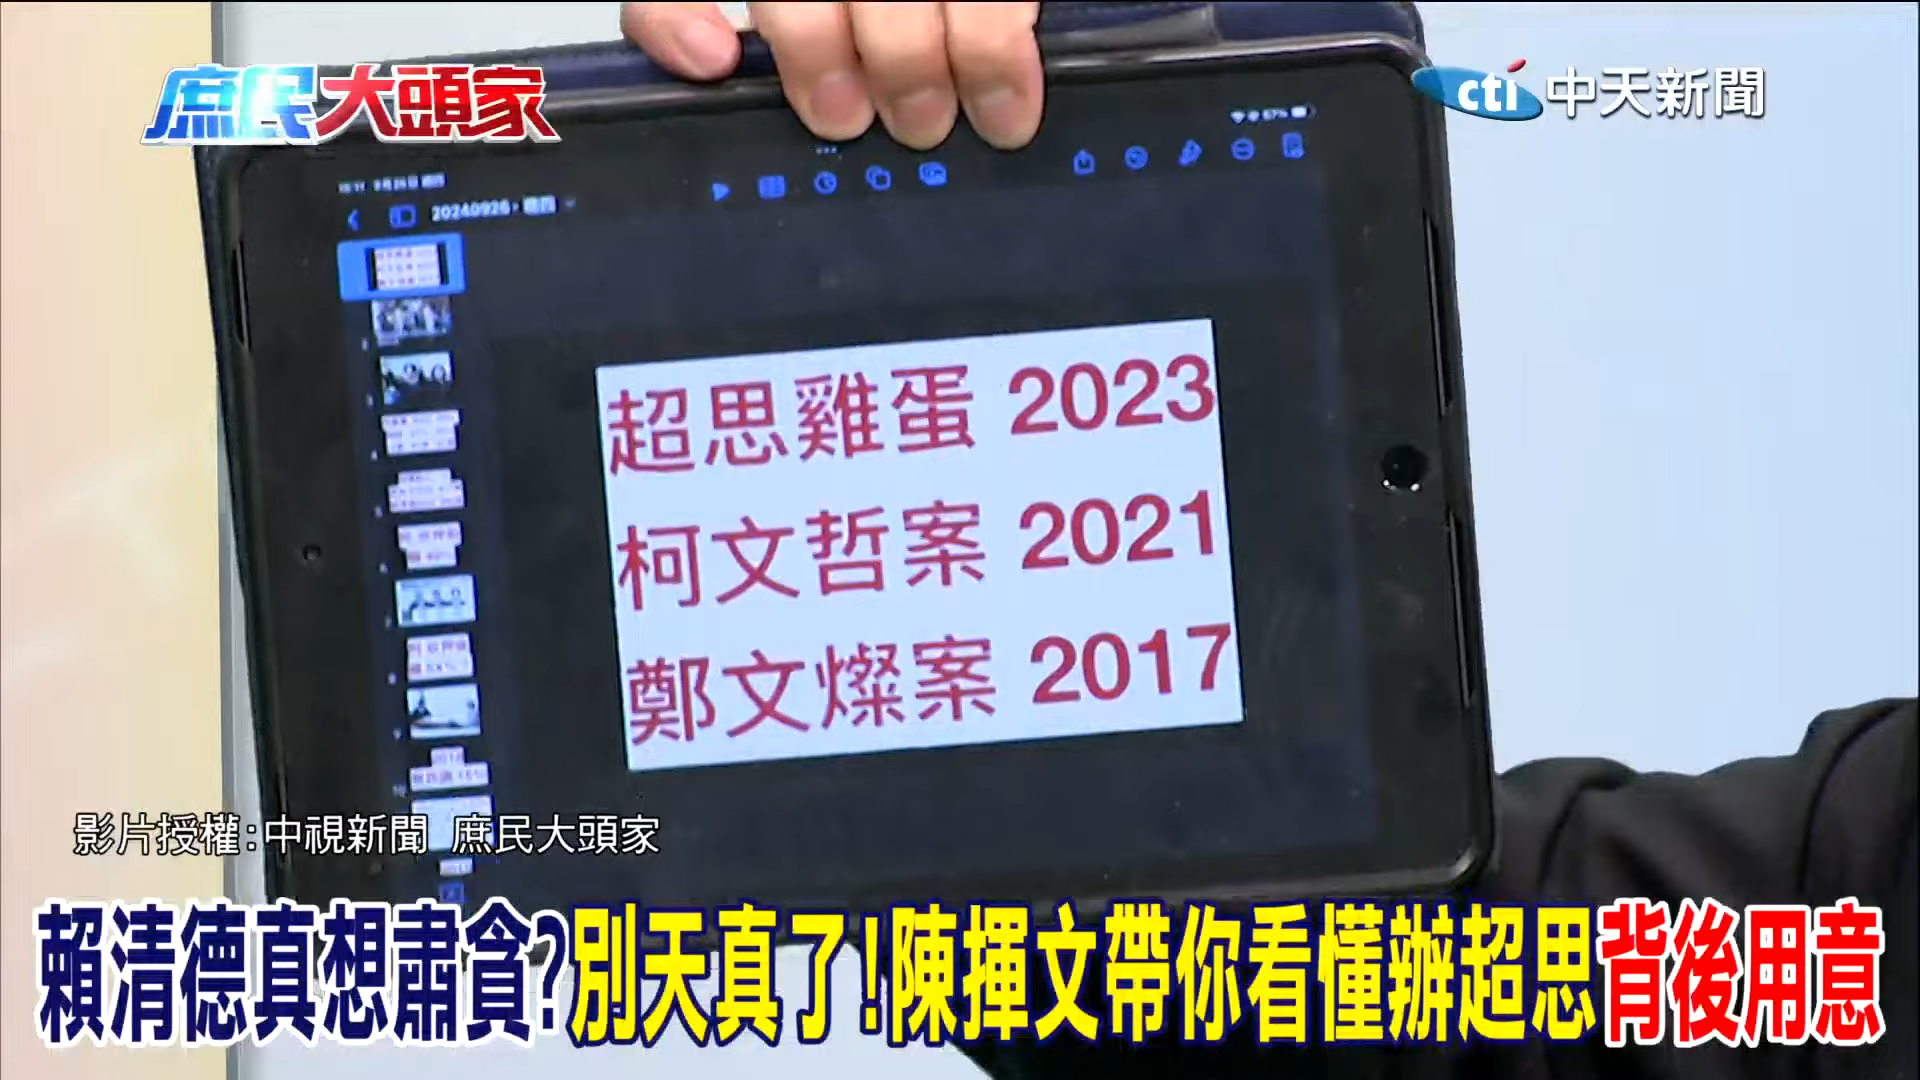 庶民大頭家
cti 中天新聞
67%
20240926
超思雞蛋 2023
柯文哲案 2021
鄭文燦案 2017
影片授權:中視新聞 庶民大頭家
賴清德真想肅貪?別天真了!陳揮文帶你看懂辦超思背後用意